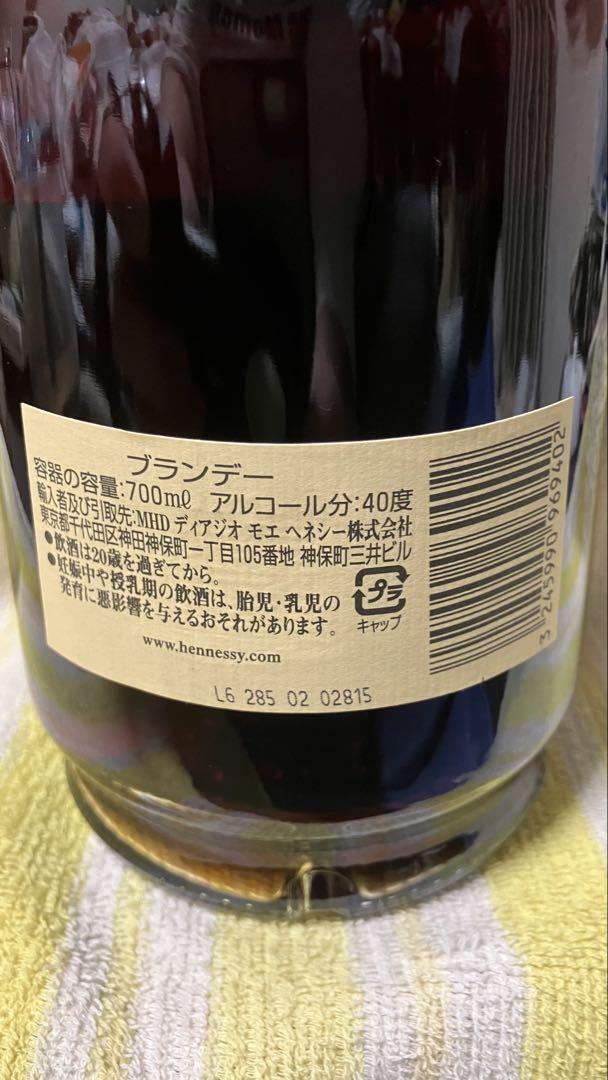 ブランデー
容器の容量:700mℓ アルコール分:40度
輸入者及び引取先:MHD ディアジオ モエ ヘネシー株式会社
東京都千代田区神田神保町一丁目105番地 神保町三井ビル
●飲酒は20歳を過ぎてから。
●妊娠中や授乳期の飲酒は、胎児・乳児の
発育に悪影響を与えるおそれがあります。
プラ
キャップ
www.hennessy.com
L6 285 02 02815
3 245990 969402